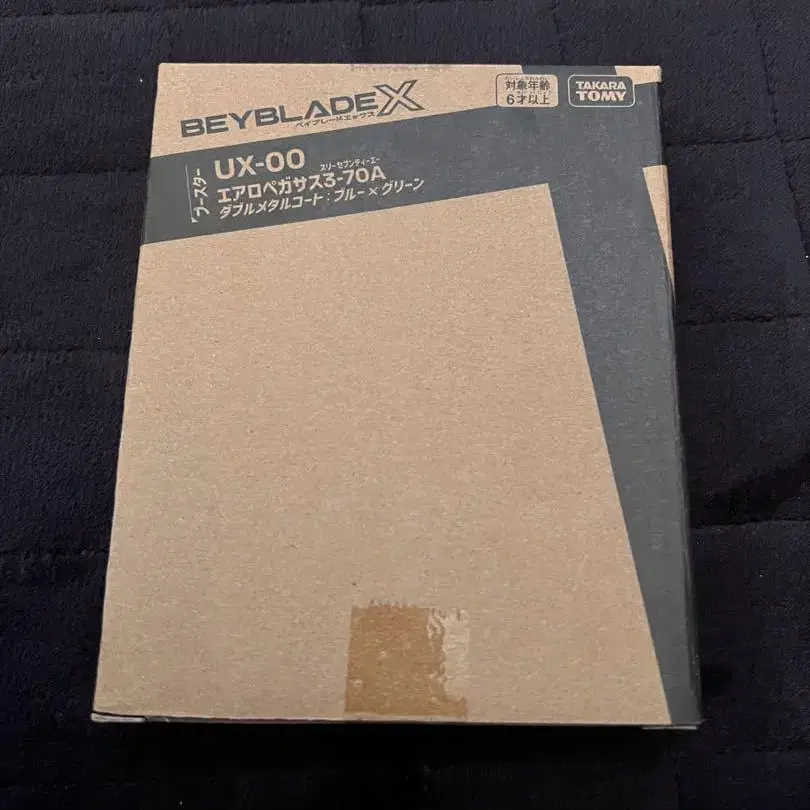 BEYBLADE X
ベイブレードエックス
対象年齢
6才以上
TAKARA
TOMY
ブースター
UX-00
スリーセブンティーエー
エアロペガサス3-70A
ダブルメタルコート:ブルー×グリーン